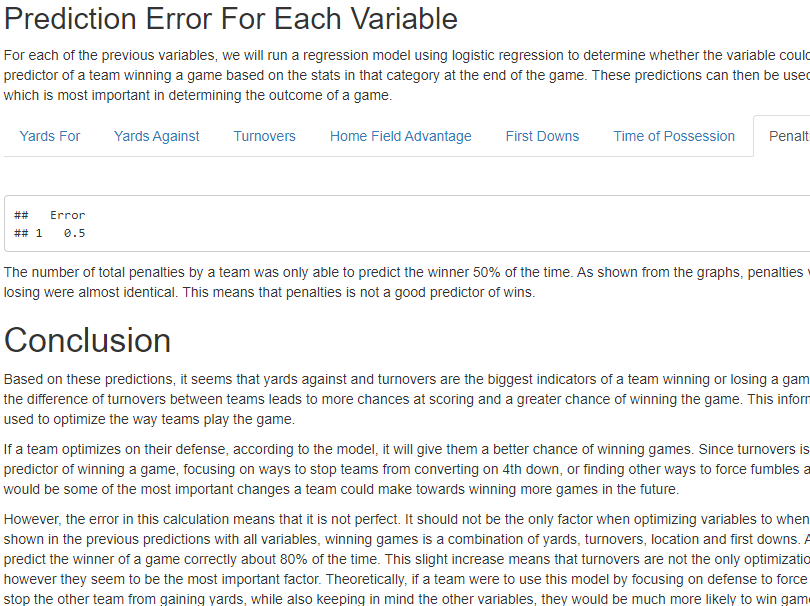 Prediction Error For Each Variable
For each of the previous variables, we will run a regression model using logistic regression to determine whether the variable could
predictor of a team winning a game based on the stats in that category at the end of the game. These predictions can then be used
which is most important in determining the outcome of a game.
Yards For Yards Against Turnovers Home Field Advantage First Downs Time of Possession Penalt
## Error
## 1 0.5
The number of total penalties by a team was only able to predict the winner 50% of the time. As shown from the graphs, penalties
losing were almost identical. This means that penalties is not a good predictor of wins.
Conclusion
Based on these predictions, it seems that yards against and turnovers are the biggest indicators of a team winning or losing a gam
the difference of turnovers between teams leads to more chances at scoring and a greater chance of winning the game. This inforn
used to optimize the way teams play the game.
If a team optimizes on their defense, according to the model, it will give them a better chance of winning games. Since turnovers is
predictor of winning a game, focusing on ways to stop teams from converting on 4th down, or finding other ways to force fumbles a
would be some of the most important changes a team could make towards winning more games in the future.
However, the error in this calculation means that it is not perfect. It should not be the only factor when optimizing variables to when
shown in the previous predictions with all variables, winning games is a combination of yards, turnovers, location and first downs. A
predict the winner of a game correctly about 80% of the time. This slight increase means that turnovers are not the only optimizatio
however they seem to be the most important factor. Theoretically, if a team were to use this model by focusing on defense to force
stop the other team from gaining yards, while also keeping in mind the other variables, they would be much more likely to win gam